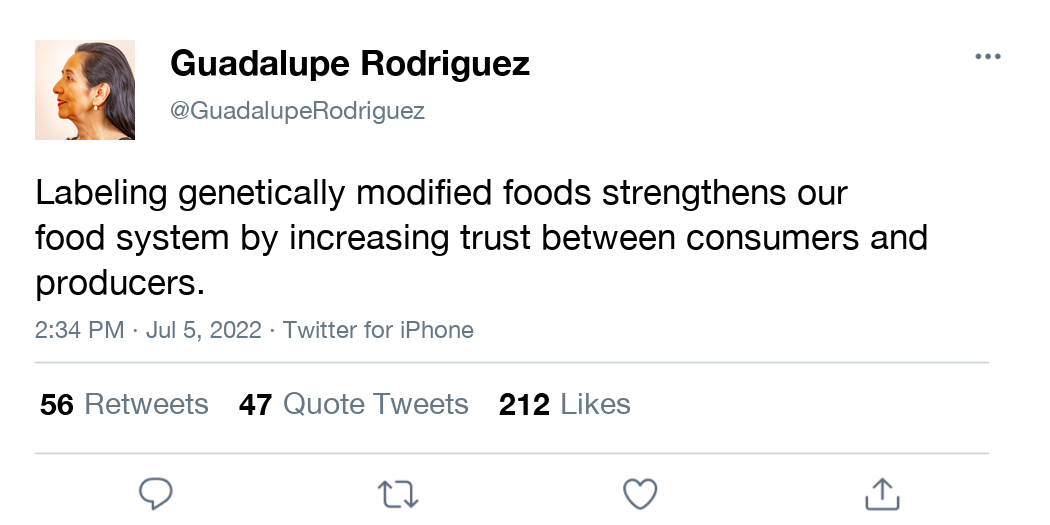 Guadalupe Rodriguez
@GuadalupeRodriguez
Labeling genetically modified foods strengthens our
food system by increasing trust between consumers and
producers.
2:34 PM · Jul 5, 2022 · Twitter for iPhone
56 Retweets 47 Quote Tweets 212 Likes